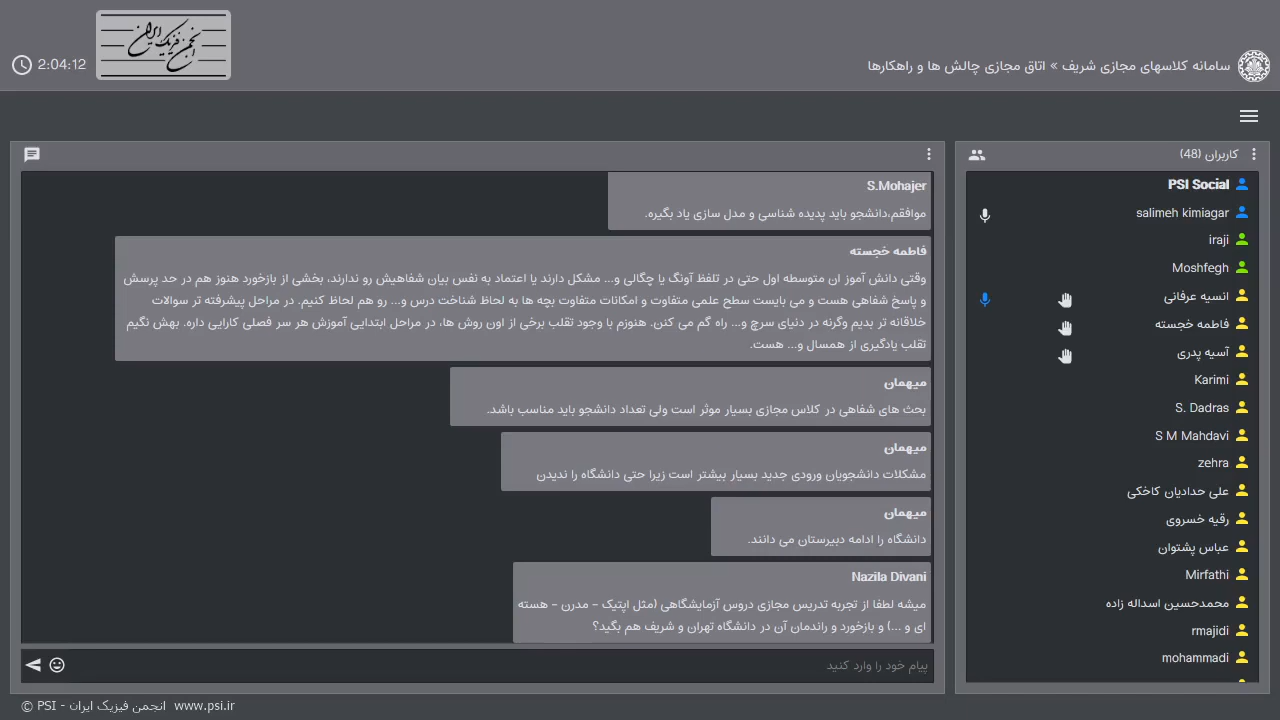 انجمن فیزیک ایران
2:04:12
سامانه کلاسهای مجازی شریف » اتاق مجازی چالش ها و راهکارها
کاربران (48)
PSI Social
salimeh kimiagar
iraji
Moshfegh
انسیه عرفانی
فاطمه خجسته
آسیه پدری
Karimi
S. Dadras
S M Mahdavi
zehra
علی حدادیان کاخکی
رقیه خسروی
عباس پشتوان
Mirfathi
محمدحسین اسداله زاده
rmajidi
mohammadi
S.Mohajer
موافقم،دانشجو باید پدیده شناسی و مدل سازی یاد بگیره.
فاطمه خجسته
وقتی دانش آموز ان متوسطه اول حتی در تلفظ آونگ یا چگالی و... مشکل دارند یا اعتماد به نفس بیان شفاهیش رو ندارند، بخشی از بازخورد هنوز هم در حد پرسش
و پاسخ شفاهی هست و می بایست سطح علمی متفاوت و امکانات متفاوت بچه ها به لحاظ شناخت درس و... رو هم لحاظ کنیم. در مراحل پیشرفته تر سوالات
خلاقانه تر بدیم وگرنه در دنیای سرچ و... راه گم می کنن. هنوزم با وجود تقلب برخی از اون روش ها، در مراحل ابتدایی آموزش هر سر فصلی کارایی داره. بهش نگیم
تقلب یادگیری از همسال و... هست.
میهمان
بحث های شفاهی در کلاس مجازی بسیار موثر است ولی تعداد دانشجو باید مناسب باشد.
میهمان
مشکلات دانشجویان ورودی جدید بسیار بیشتر است زیرا حتی دانشگاه را ندیدن
میهمان
دانشگاه را ادامه دبیرستان می دانند.
Nazila Divani
میشه لطفا از تجربه تدریس مجازی دروس آزمایشگاهی (مثل اپتیک - مدرن - هسته
ای و ...) و بازخورد و راندمان آن در دانشگاه تهران و شریف هم بگید؟
پیام خود را وارد کنید
© PSI - انجمن فیزیک ایران www.psi.ir